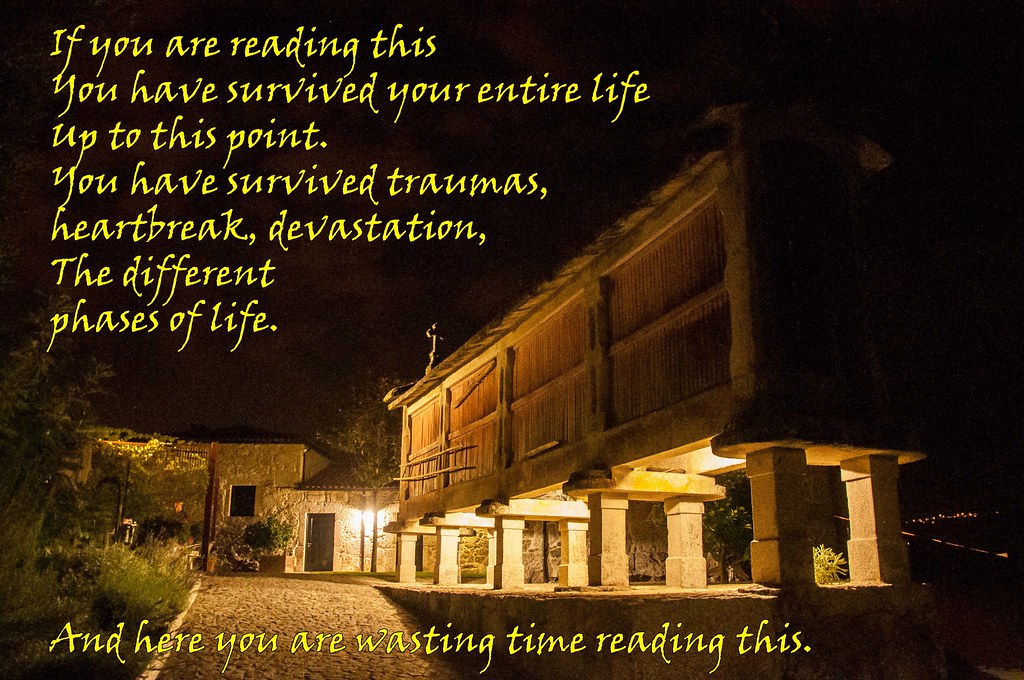 If you are reading this
You have survived your entire life
Up to this point.
You have survived traumas,
heartbreak, devastation,
The different
phases of life.
And here you are wasting time reading this.